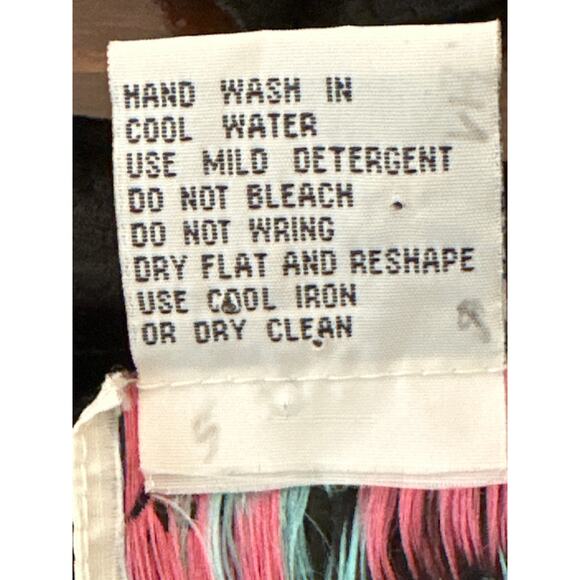 HAND WASH IN
COOL WATER
USE MILD DETERGENT
DO NOT BLEACH
DO NOT WRING
DRY FLAT AND RESHAPE
USE COOL IRON
OR DRY CLEAN
S